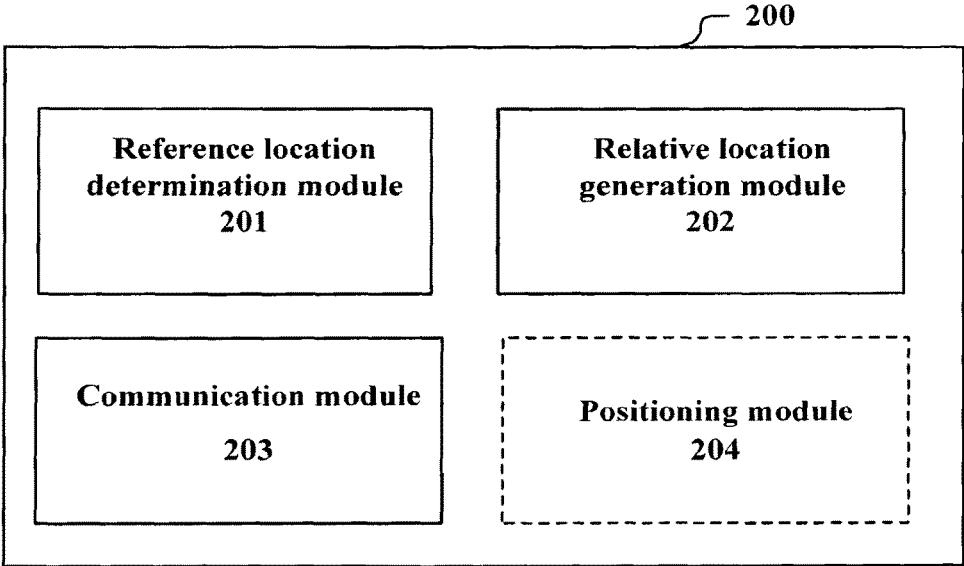 200
Reference location
determination module
201
Relative location
generation module
202
Communication module
203
Positioning module
204